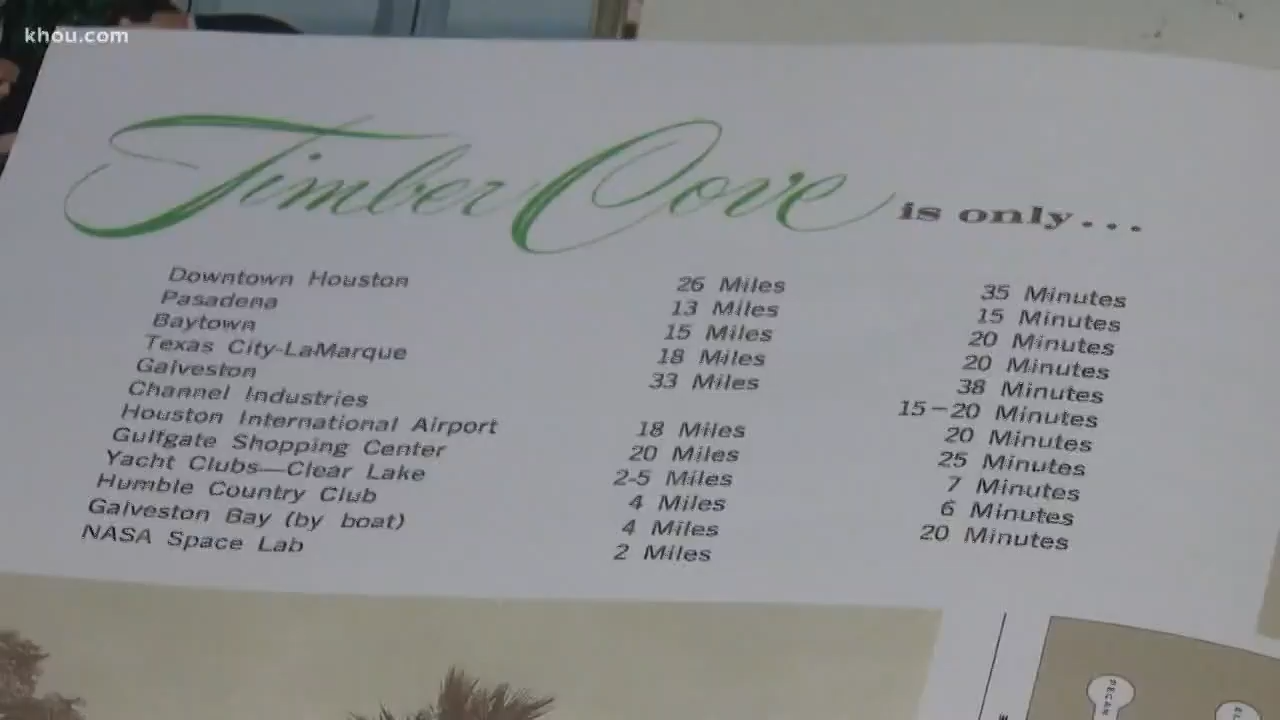 khou.com
Timber Cove is only...
Downtown Houston 26 Miles 35 Minutes
Pasadena 13 Miles 15 Minutes
Baytown 15 Miles 20 Minutes
Texas City-LaMarque 18 Miles 20 Minutes
Galveston 33 Miles 38 Minutes
Channel Industries 15-20 Minutes
Houston International Airport 18 Miles 20 Minutes
Gulfgate Shopping Center 20 Miles 25 Minutes
Yacht Clubs—Clear Lake 2-5 Miles 7 Minutes
Humble Country Club 4 Miles 6 Minutes
Galveston Bay (by boat) 4 Miles 20 Minutes
NASA Space Lab 2 Miles
PECAN